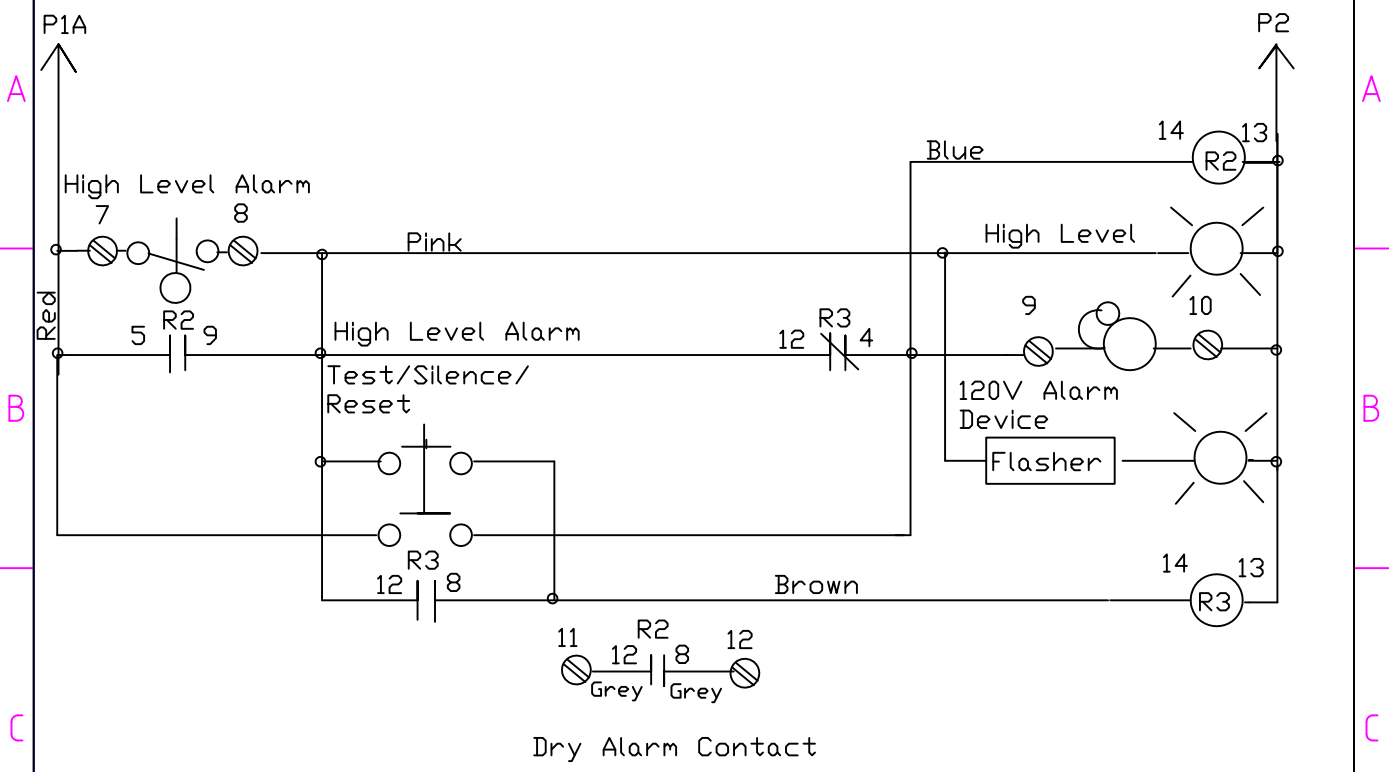 P1A
P2
A
A
14
13
Blue
R2
High Level Alarm
7
8
Pink
High Level
Red
5
R2
9
High Level Alarm
12
R3
4
9
10
Test/Silence/
Reset
120V Alarm
Device
B
B
Flasher
R3
12
8
Brown
14
13
R3
11
12
R2
8
12
Grey
Grey
C
C
Dry Alarm Contact